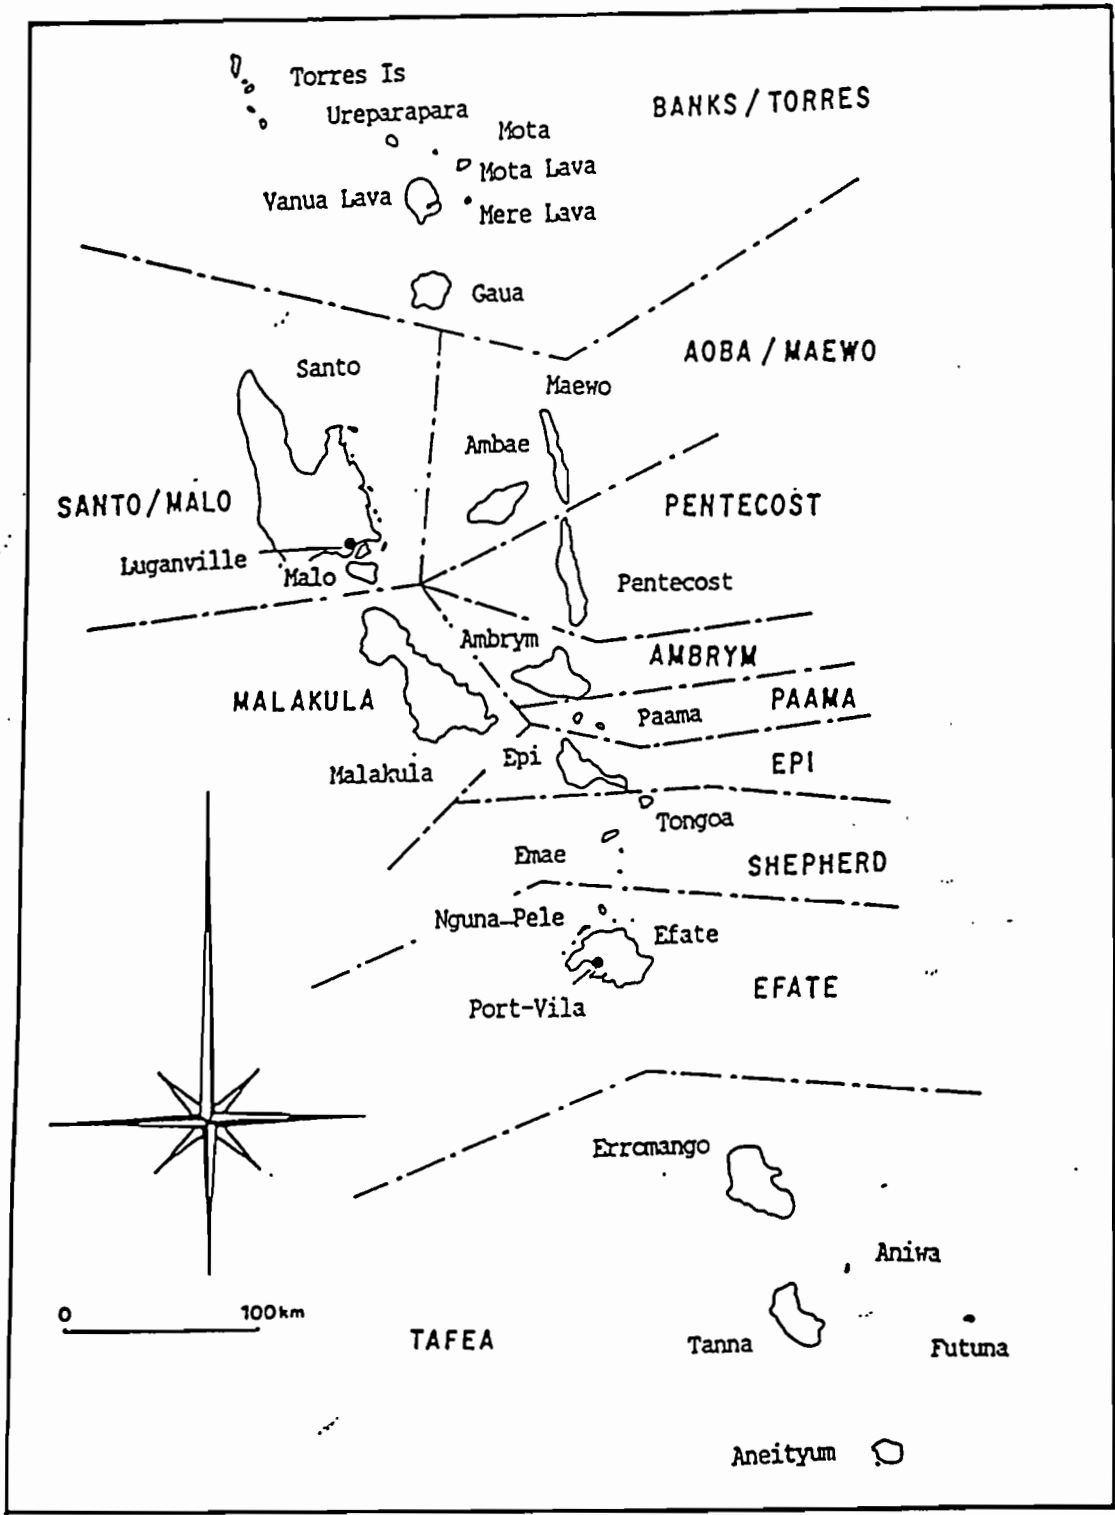 Torres Is
BANKS / TORRES
Ureparapara
Mota
Mota Lava
Vanua Lava
Mere Lava
Gaua
AOBA / MAEWO
Santo
Maewo
Ambae
SANTO/MALO
PENTECOST
Luganville
Malo
Pentecost
Ambrym
AMBRYM
MALAKULA
PAAMA
Paama
Epi
EPI
Malakula
Tongoa
Emae
SHEPHERD
Nguna-Pele
Efate
EFATE
Port-Vila
Erromango
Aniwa
0 100km
TAFEA
Tanna
Futuna
Aneityum